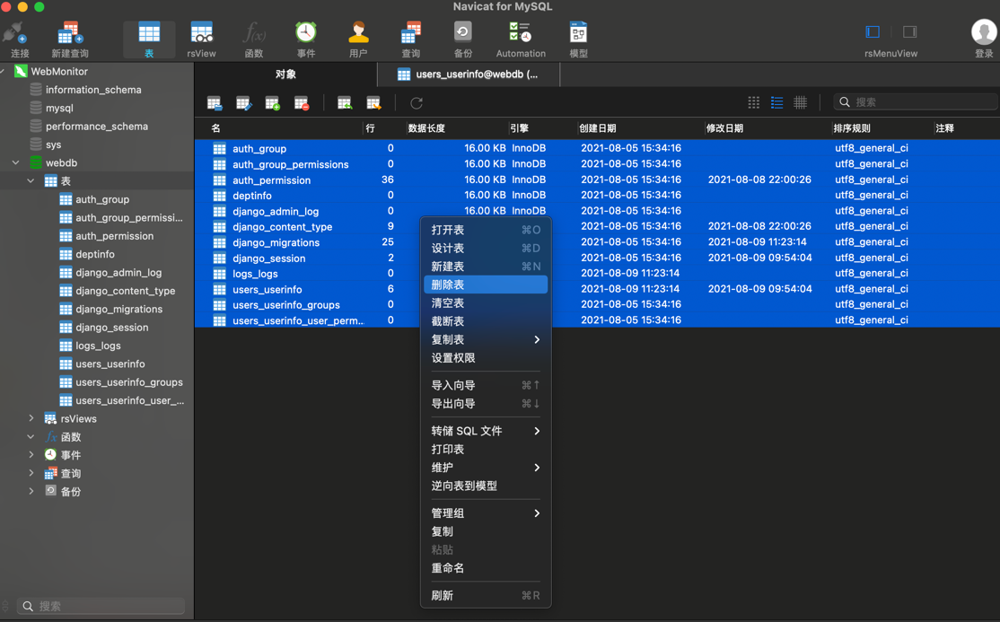 Navicat for MySQL
连接 新建查询 表 rsView 函数 事件 用户 查询 备份 Automation 模型 rsMenuView 登录
WebMonitor
information_schema
mysql
performance_schema
sys
webdb
表
auth_group
auth_group_permissi...
auth_permission
deptinfo
django_admin_log
django_content_type
django_migrations
django_session
logs_logs
users_userinfo
users_userinfo_groups
users_userinfo_user_...
rsViews
fx 函数
事件
查询
备份
搜索
对象 users_userinfo@webdb (...
搜索
名 行 数据长度 引擎 创建日期 修改日期 排序规则 注释
auth_group 0 16.00 KB InnoDB 2021-08-05 15:34:16 utf8_general_ci
auth_group_permissions 0 16.00 KB InnoDB 2021-08-05 15:34:16 utf8_general_ci
auth_permission 36 16.00 KB InnoDB 2021-08-05 15:34:16 2021-08-08 22:00:26 utf8_general_ci
deptinfo 0 16.00 KB InnoDB 2021-08-05 15:34:16 utf8_general_ci
django_admin_log 0 16.00 KB InnoDB 2021-08-05 15:34:16 utf8_general_ci
django_content_type 9 2021-08-05 15:34:16 2021-08-08 22:00:26 utf8_general_ci
django_migrations 25 2021-08-05 15:34:16 2021-08-09 11:23:14 utf8_general_ci
django_session 2 2021-08-05 15:34:16 2021-08-09 09:54:04 utf8_general_ci
logs_logs 0 2021-08-09 11:23:14 utf8_general_ci
users_userinfo 6 2021-08-09 11:23:14 2021-08-09 09:54:04 utf8_general_ci
users_userinfo_groups 0 2021-08-05 15:34:16 utf8_general_ci
users_userinfo_user_perm... 0 2021-08-05 15:34:16 utf8_general_ci
打开表 ⌘O
设计表 ⌘D
新建表 ⌘N
删除表
清空表
截断表
复制表
设置权限
导入向导 ⌘↑
导出向导 ⌘↓
转储 SQL 文件
打印表
维护
逆向表到模型
管理组
复制
粘贴
重命名
刷新 ⌘R